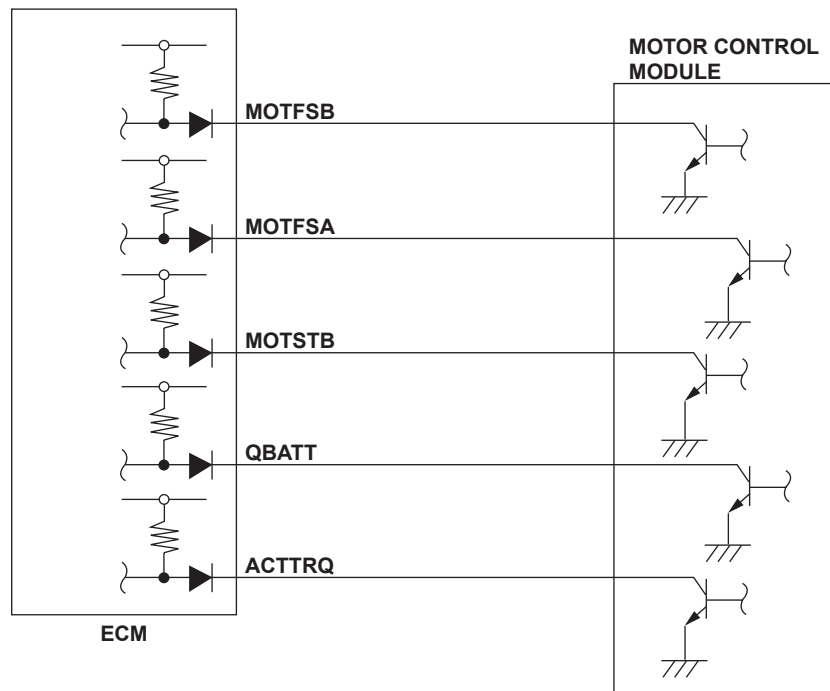 MOTOR CONTROL
MODULE
MOTFSB
MOTFSA
MOTSTB
QBATT
ACTTRQ
ECM